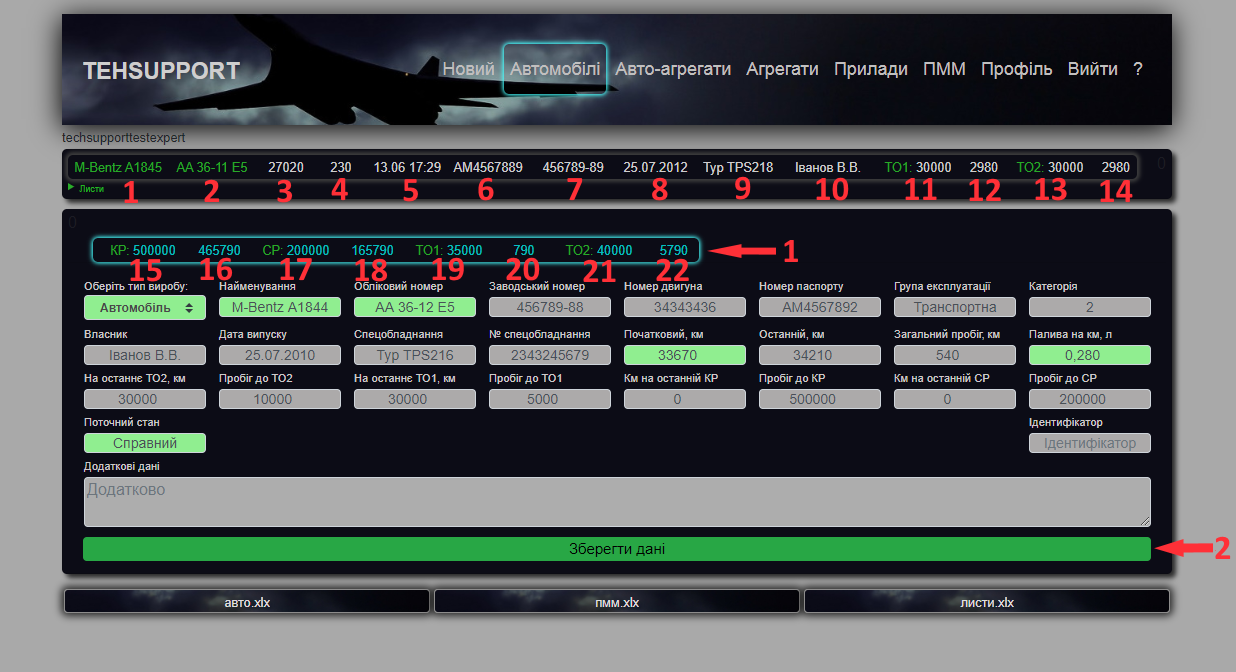 TEHSUPPORT Новий Автомобілі Авто-агрегати Агрегати Прилади ПММ Профіль Вийти ?
techsupporttestexpert
M-Bentz A1845 AA 36-11 E5 27020 230 13.06 17:29 AM4567889 456789-89 25.07.2012 Typ TPS218 Іванов В.В. ТО1: 30000 2980 ТО2: 30000 2980 0
Листи 1 2 3 4 5 6 7 8 9 10 11 12 13 14
0
КР: 500000 465790 СР: 200000 165790 ТО1: 35000 790 ТО2: 40000 5790 1
15 16 17 18 19 20 21 22
Оберіть тип виробу: Найменування Обліковий номер Заводський номер Номер двигуна Номер паспорту Група експлуатації Категорія
Автомобіль M-Bentz A1844 AA 36-12 E5 456789-88 34343436 AM4567892 Транспортна 2
Власник Дата випуску Спецобладнання № спецобладнання Початковий, км Останній, км Загальний пробіг, км Палива на км, л
Іванов В.В. 25.07.2010 Typ TPS216 2343245679 33670 34210 540 0,280
На останнє ТО2, км Пробіг до ТО2 На останнє ТО1, км Пробіг до ТО1 Км на останній КР Пробіг до КР Км на останній СР Пробіг до СР
30000 10000 30000 5000 0 500000 0 200000
Поточний стан Ідентифікатор
Справний Ідентифікатор
Додаткові дані
Додатково
Зберегти дані 2
авто.xlx пмм.xlx листи.xlx